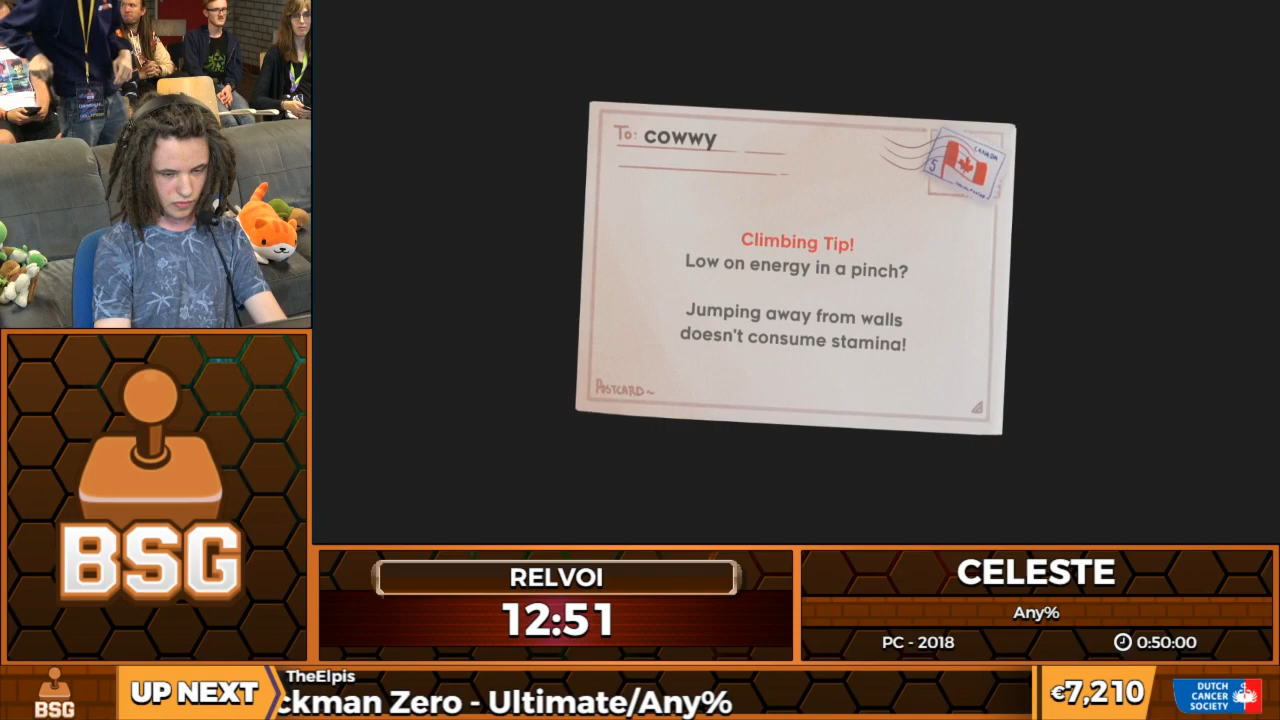 To: cowwy
CANADA
5
Climbing Tip!
Low on energy in a pinch?
Jumping away from walls
doesn't consume stamina!
POSTCARD~
BSG
RELVOI
12:51
CELESTE
Any%
PC - 2018
0:50:00
BSG
UP NEXT
TheElpis
ckman Zero - Ultimate/Any%
€7,210
DUTCH
CANCER
SOCIETY